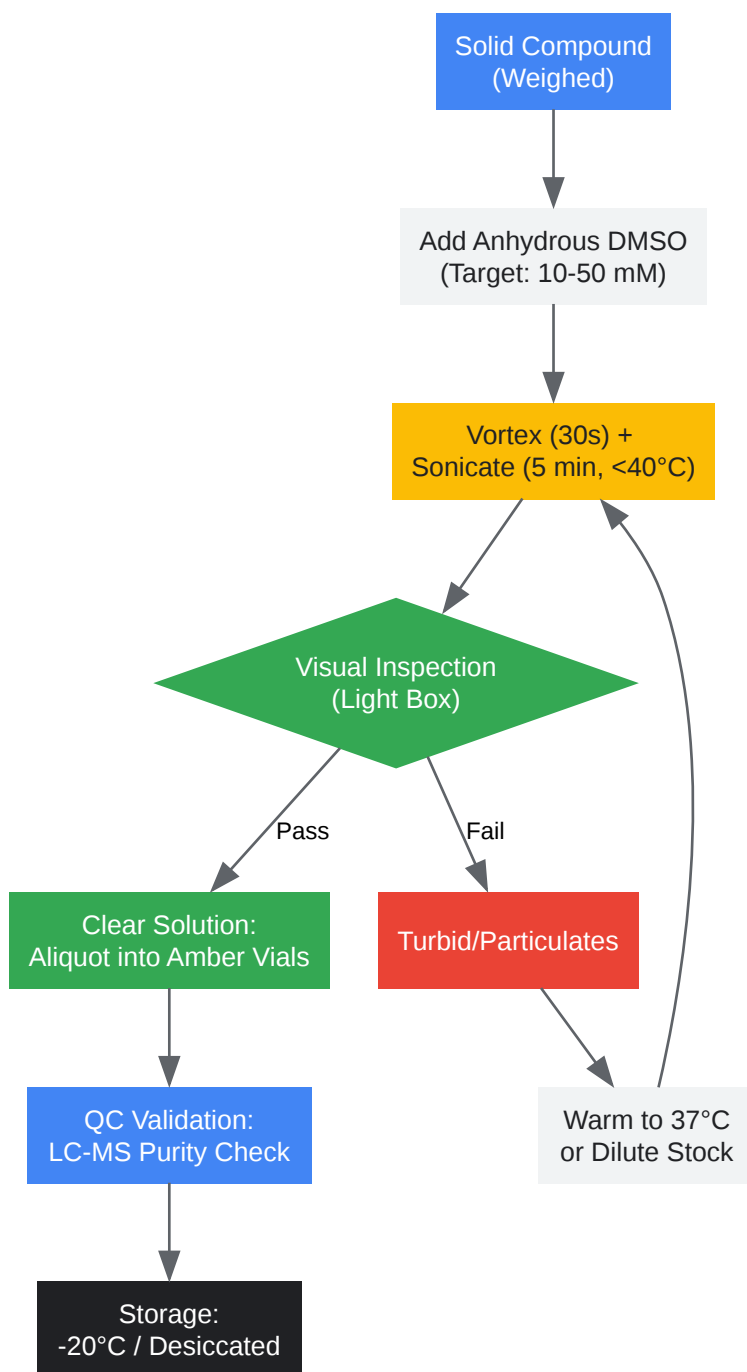 Solid Compound
(Weighed)
Add Anhydrous DMSO
(Target: 10-50 mM)
Vortex (30s) +
Sonicate (5 min, <40°C)
Visual Inspection
(Light Box)
Pass
Fail
Clear Solution:
Aliquot into Amber Vials
Turbid/Particulates
QC Validation:
LC-MS Purity Check
Warm to 37°C
or Dilute Stock
Storage:
-20°C / Desiccated